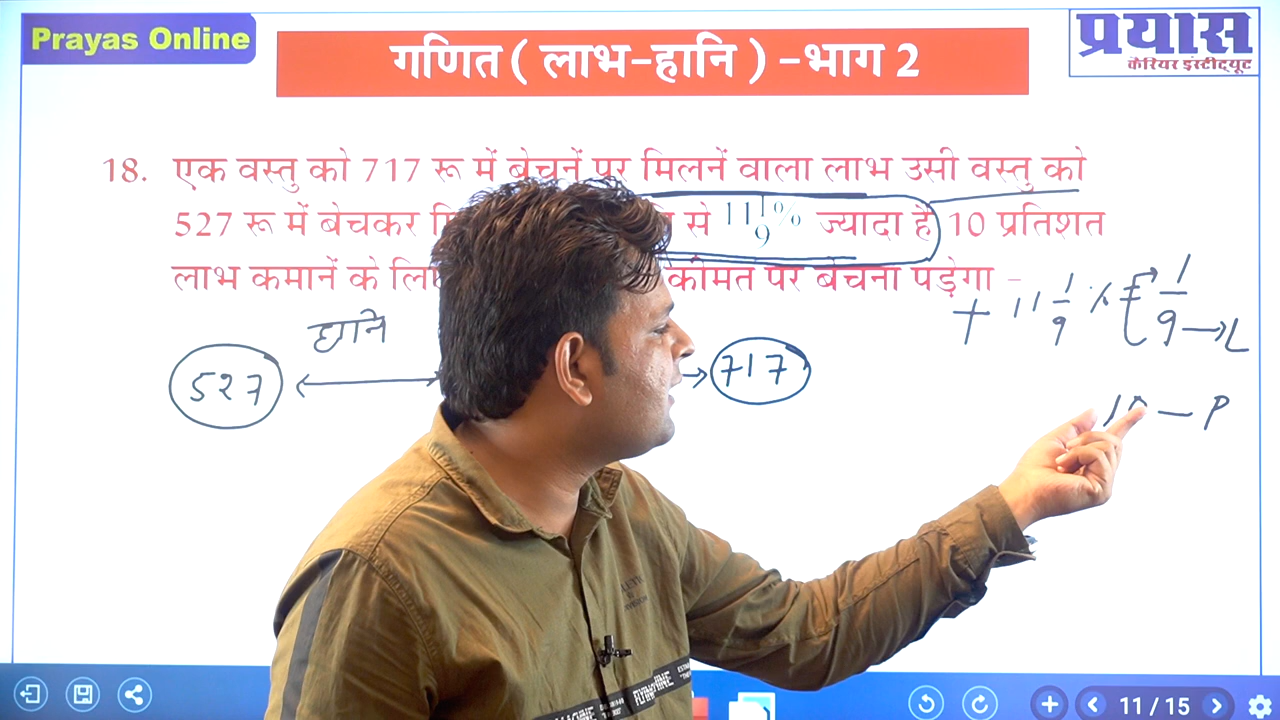 Prayas Online
गणित ( लाभ-हानि ) -भाग 2
प्रयास
केरियर इंस्टीट्यूट
18. एक वस्तु को 717 रू में बेचनें पर मिलनें वाला लाभ उसी वस्तु को
527 रू में बेचकर से 11 1/9 % ज्यादा है 10 प्रतिशत
लाभ कमानें के कीमत पर बेचना पड़ेगा -
+ 11 1/9 % 1/9 → L
हानि
527 717
10 — P
11 / 15